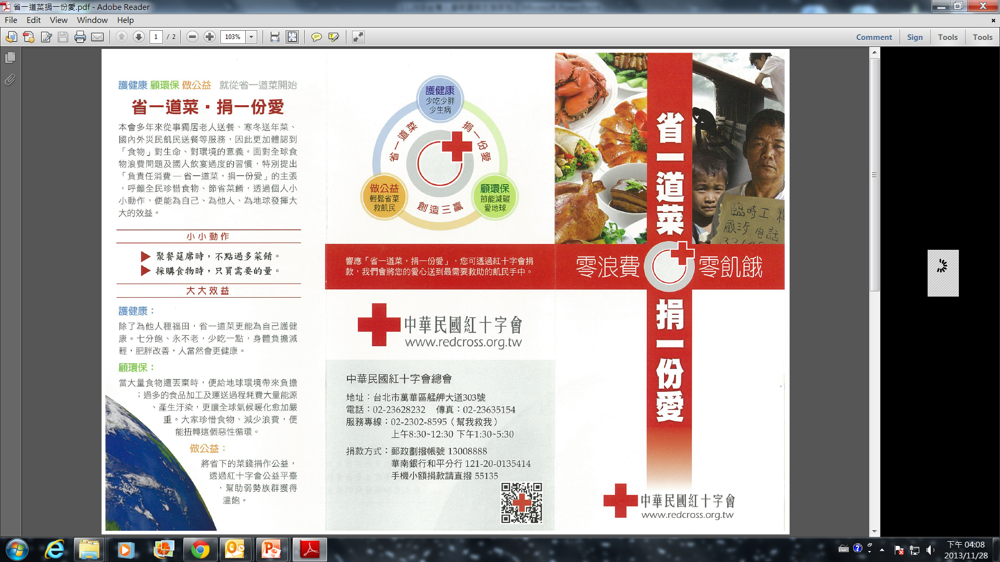 省一道菜捐一份愛.pdf - Adobe Reader
File Edit View Window Help
1 / 2 103% Comment Sign Tools Tools
護健康 顧環保 做公益 就從省一道菜開始
省一道菜‧捐一份愛
本會多年來從事獨居老人送餐、寒冬送年菜、
國內外災民飢民送餐等服務，因此更加體認到
「食物」對生命、對環境的意義。面對全球食
物浪費問題及國人飲宴過度的習慣，特別提出
「負責任消費 — 省一道菜，捐一份愛」的主張
，呼籲全民珍惜食物、節省菜餚，透過個人小
小動作，便能為自己、為他人、為地球發揮大
大的效益。
小小動作
聚餐筵席時，不點過多菜餚。
採購食物時，只買需要的量。
大大效益
護健康：
除了為他人種福田，省一道菜更能為自己護健
康。七分飽、永不老，少吃一點，身體負擔減
輕，肥胖改善，人當然會更健康。
顧環保：
當大量食物遭丟棄時，便給地球環境帶來負擔
；過多的食品加工及運送過程耗費大量能源
、產生汙染，更讓全球氣候暖化愈加嚴
重。大家珍惜食物、減少浪費，便
能扭轉這個惡性循環。
做公益：
將省下的菜錢捐作公益，
透過紅十字會公益平臺
，幫助弱勢族群獲得
溫飽。
護健康
少吃少胖
少生病
省一道菜
捐一份愛
做公益
輕鬆省菜
救飢民
顧環保
節能減碳
愛地球
創造三贏
響應「省一道菜，捐一份愛」，您可透過紅十字會捐
款，我們會將您的愛心送到最需要救助的飢民手中。
中華民國紅十字會
www.redcross.org.tw
中華民國紅十字會總會
地址：台北市萬華區艋舺大道303號
電話：02-23628232 傳真：02-23635154
服務專線：02-2302-8595（幫我救我）
上午8:30~12:30 下午1:30~5:30
捐款方式：郵政劃撥帳號 13008888
華南銀行和平分行 121-20-0135414
手機小額捐款請直撥 55135
省一道菜
捐一份愛
臨時工
電話
零浪費 零飢餓
中華民國紅十字會
www.redcross.org.tw
下午 04:08
2013/11/28